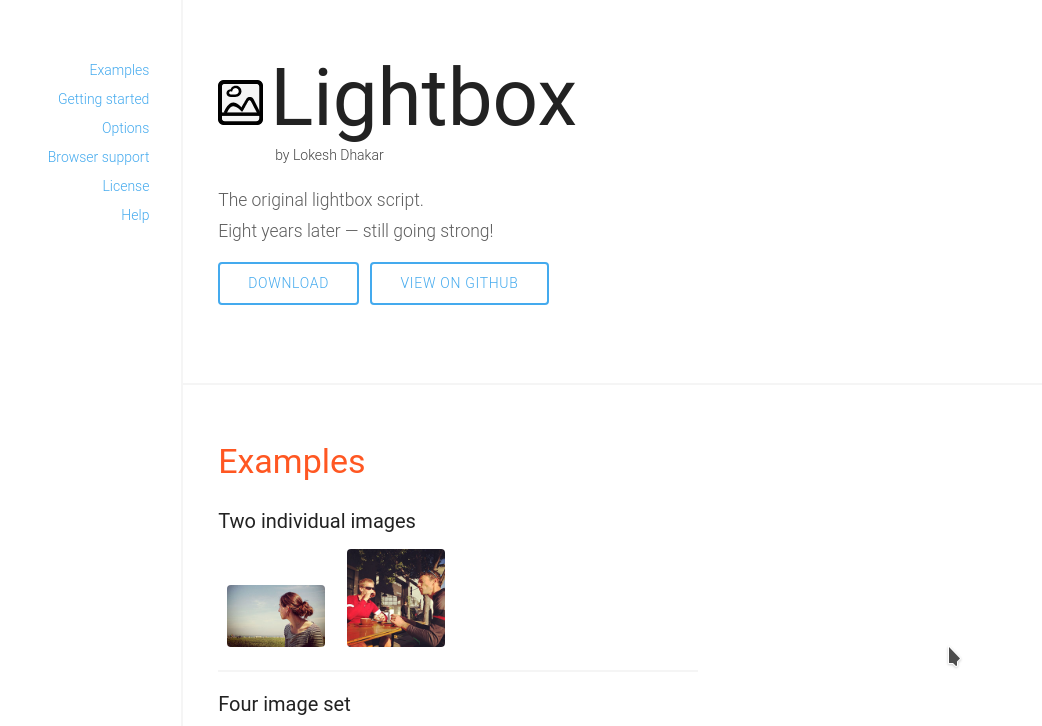 Examples
Getting started
Options
Browser support
License
Help
Lightbox
by Lokesh Dhakar
The original lightbox script.
Eight years later — still going strong!
DOWNLOAD
VIEW ON GITHUB
Examples
Two individual images
Four image set